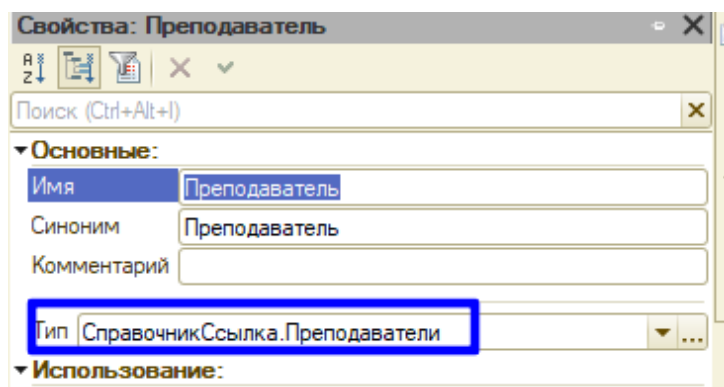 Свойства: Преподаватель
Поиск (Ctrl+Alt+I)
Основные:
Имя Преподаватель
Синоним Преподаватель
Комментарий
Тип СправочникСсылка.Преподаватели ...
Использование: